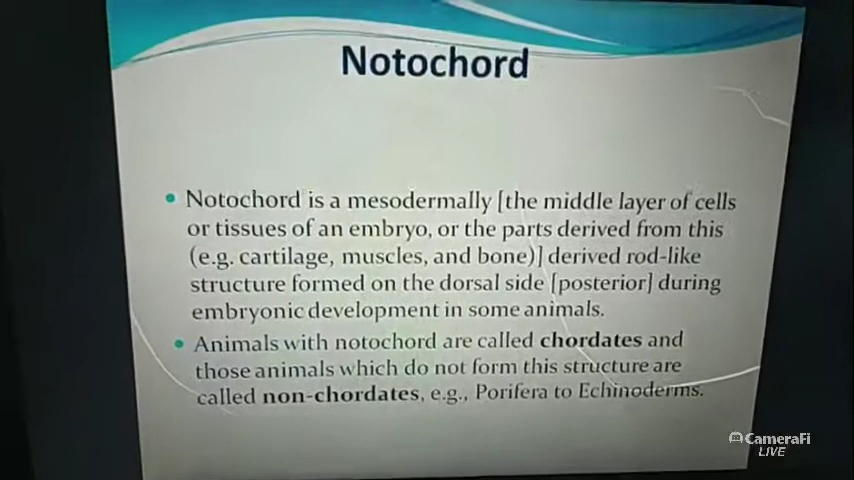 Notochord
• Notochord is a mesodermally [the middle layer of cells
or tissues of an embryo, or the parts derived from this
(e.g. cartilage, muscles, and bone)] derived rod-like
structure formed on the dorsal side [posterior] during
embryonic development in some animals.
• Animals with notochord are called chordates and
those animals which do not form this structure are
called non-chordates, e.g., Porifera to Echinoderms.
CameraFi
LIVE